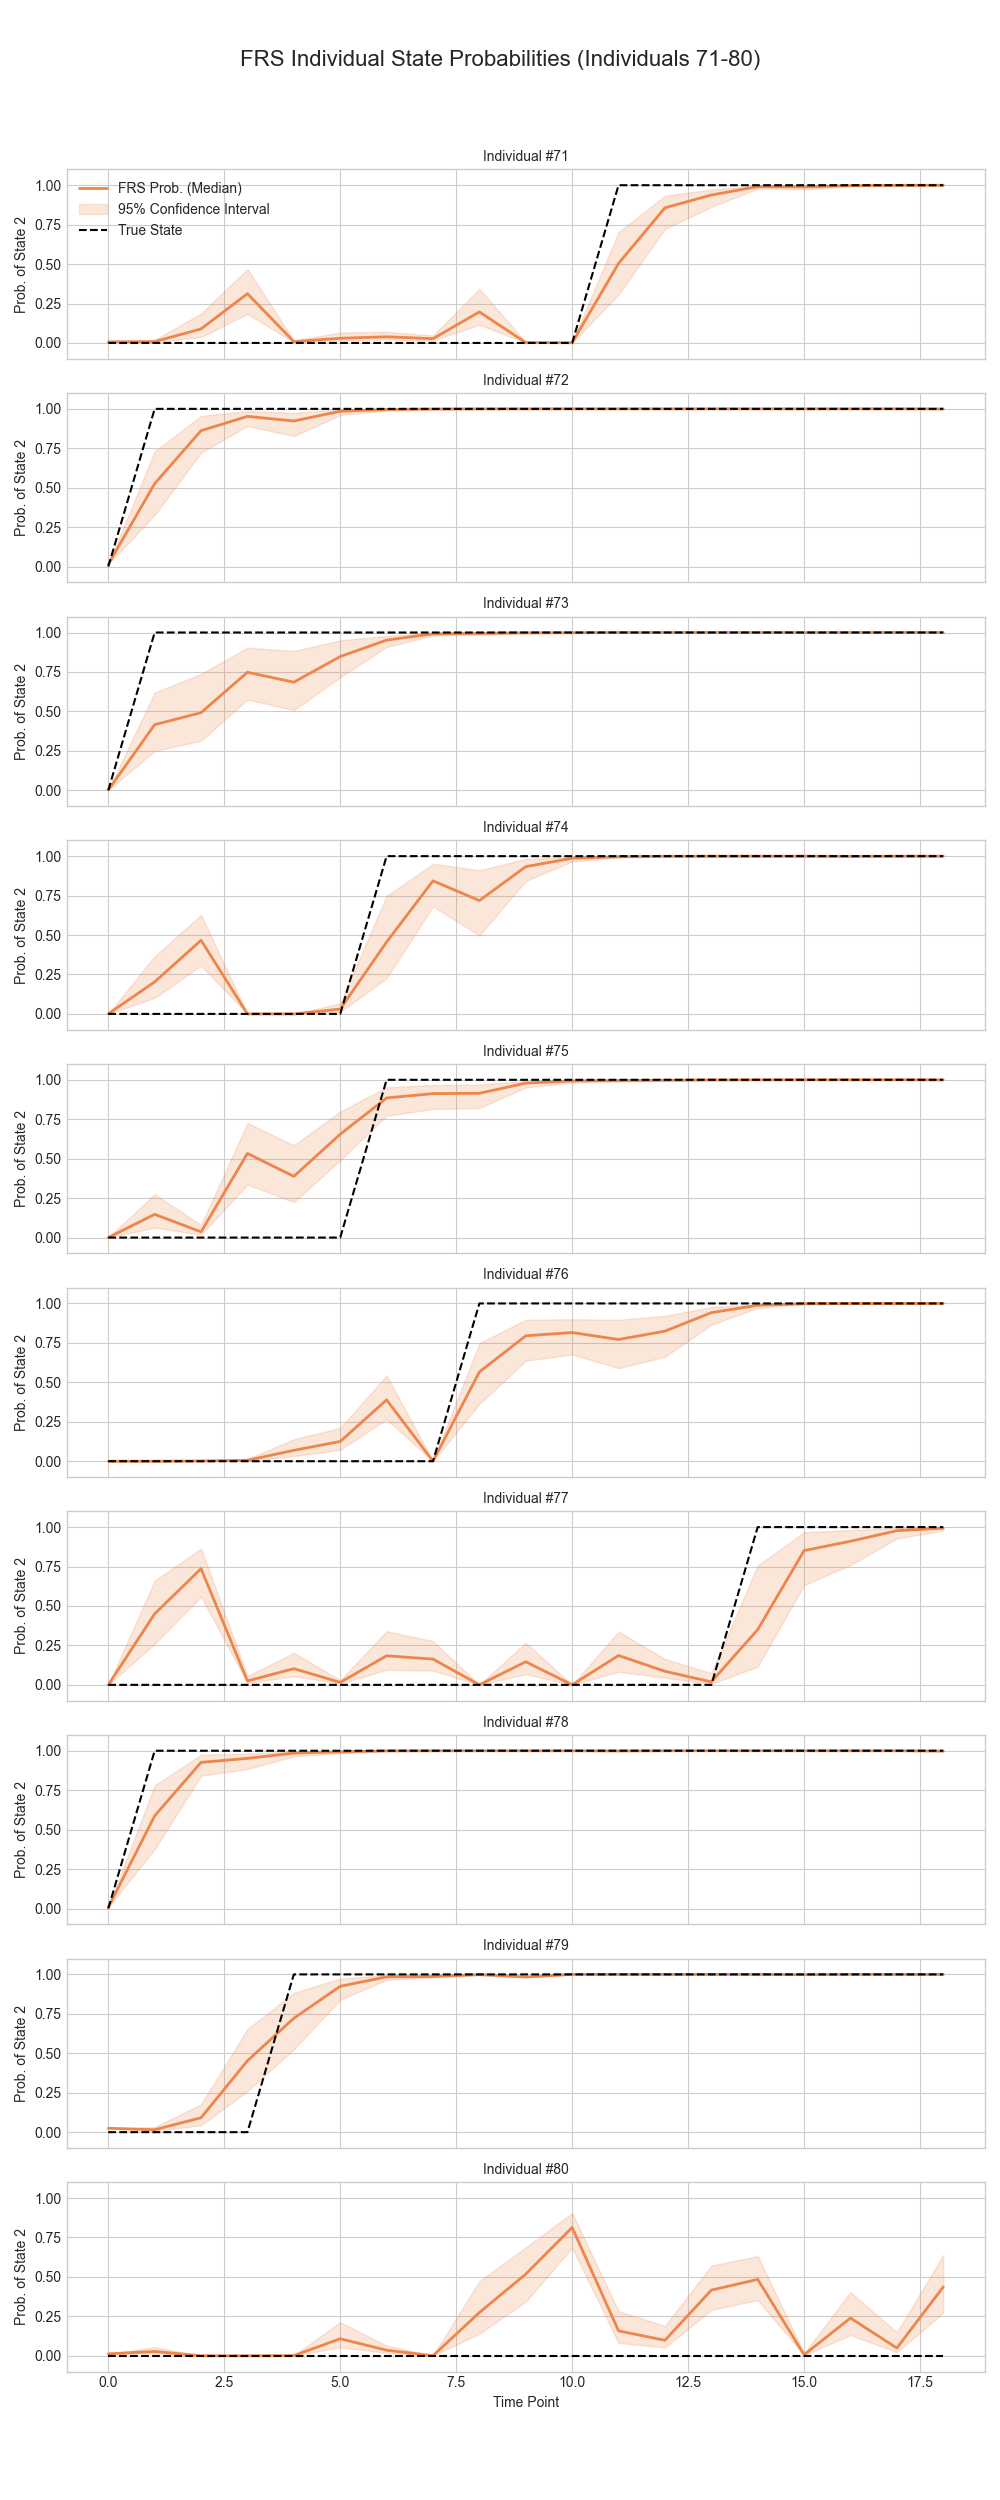 FRS Individual State Probabilities (Individuals 71-80)
Individual #71
Prob. of State 2
1.00
0.75
0.50
0.25
0.00
FRS Prob. (Median)
95% Confidence Interval
True State
Individual #72
Prob. of State 2
1.00
0.75
0.50
0.25
0.00
Individual #73
Prob. of State 2
1.00
0.75
0.50
0.25
0.00
Individual #74
Prob. of State 2
1.00
0.75
0.50
0.25
0.00
Individual #75
Prob. of State 2
1.00
0.75
0.50
0.25
0.00
Individual #76
Prob. of State 2
1.00
0.75
0.50
0.25
0.00
Individual #77
Prob. of State 2
1.00
0.75
0.50
0.25
0.00
Individual #78
Prob. of State 2
1.00
0.75
0.50
0.25
0.00
Individual #79
Prob. of State 2
1.00
0.75
0.50
0.25
0.00
Individual #80
Prob. of State 2
1.00
0.75
0.50
0.25
0.00
0.0 2.5 5.0 7.5 10.0 12.5 15.0 17.5
Time Point